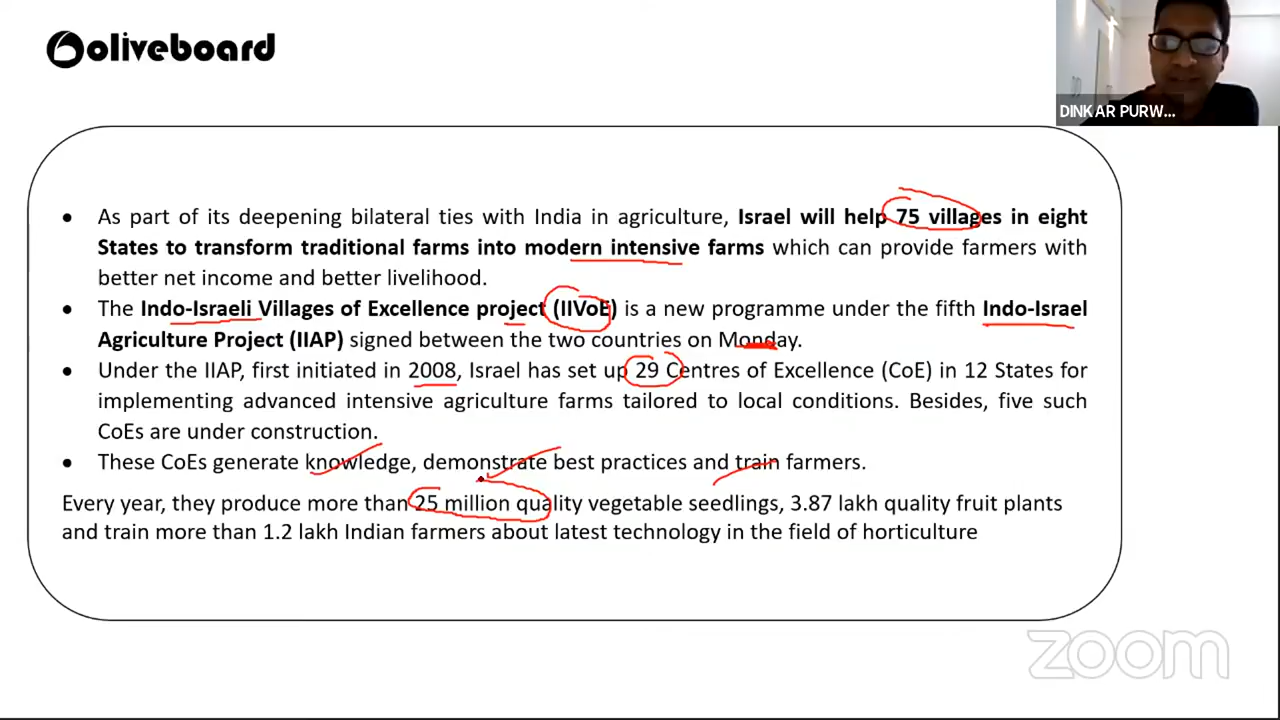 oliveboard
DINKAR PURW...
As part of its deepening bilateral ties with India in agriculture, Israel will help 75 villages in eight
States to transform traditional farms into modern intensive farms which can provide farmers with
better net income and better livelihood.
The Indo-Israeli Villages of Excellence project (IIVoE) is a new programme under the fifth Indo-Israel
Agriculture Project (IIAP) signed between the two countries on Monday.
Under the IIAP, first initiated in 2008, Israel has set up 29 Centres of Excellence (CoE) in 12 States for
implementing advanced intensive agriculture farms tailored to local conditions. Besides, five such
CoEs are under construction.
These CoEs generate knowledge, demonstrate best practices and train farmers.
Every year, they produce more than 25 million quality vegetable seedlings, 3.87 lakh quality fruit plants
and train more than 1.2 lakh Indian farmers about latest technology in the field of horticulture
zoom